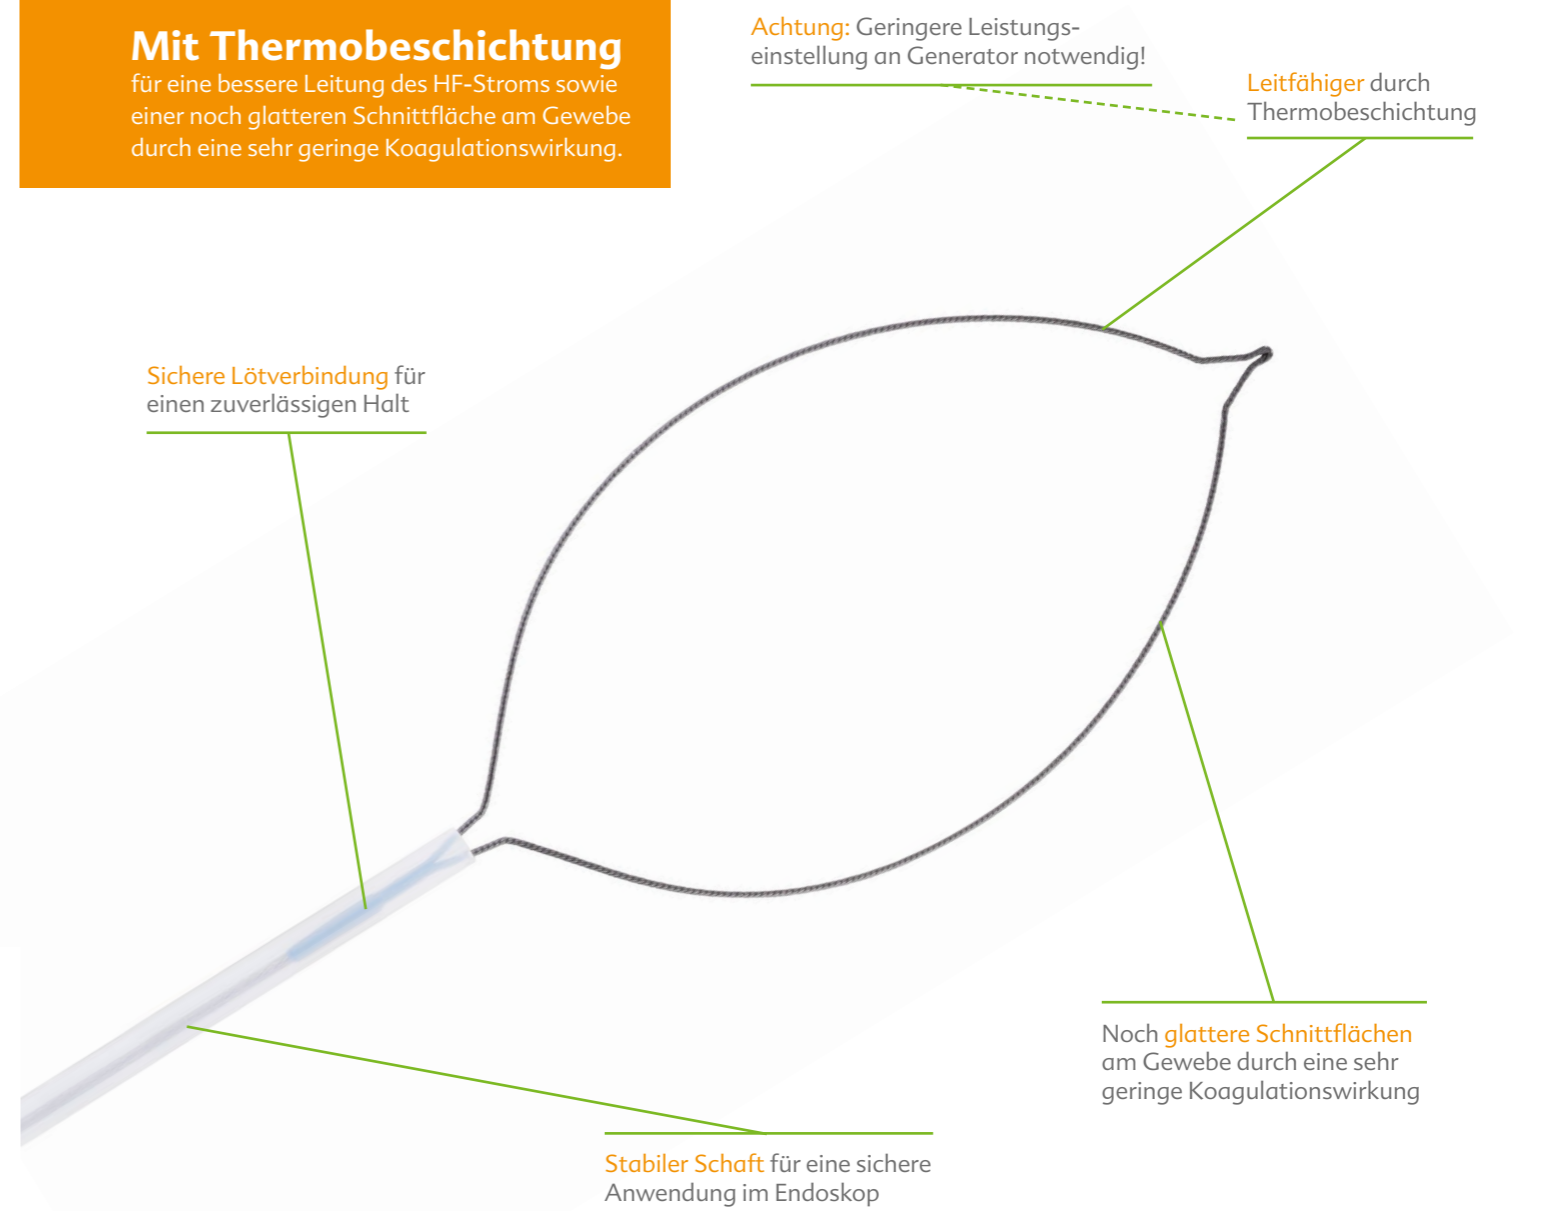 Mit Thermobeschichtung
für eine bessere Leitung des HF-Stroms sowie
einer noch glatteren Schnittfläche am Gewebe
durch eine sehr geringe Koagulationswirkung.
Achtung: Geringere Leistungs-
einstellung an Generator notwendig!
Leitfähiger durch
Thermobeschichtung
Sichere Lötverbindung für
einen zuverlässigen Halt
Noch glattere Schnittflächen
am Gewebe durch eine sehr
geringe Koagulationswirkung
Stabiler Schaft für eine sichere
Anwendung im Endoskop